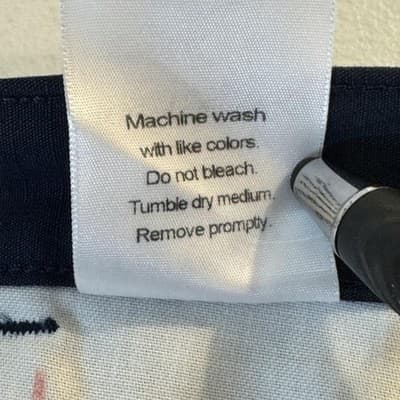 Machine wash
with like colors.
Do not bleach.
Tumble dry medium.
Remove promptly.